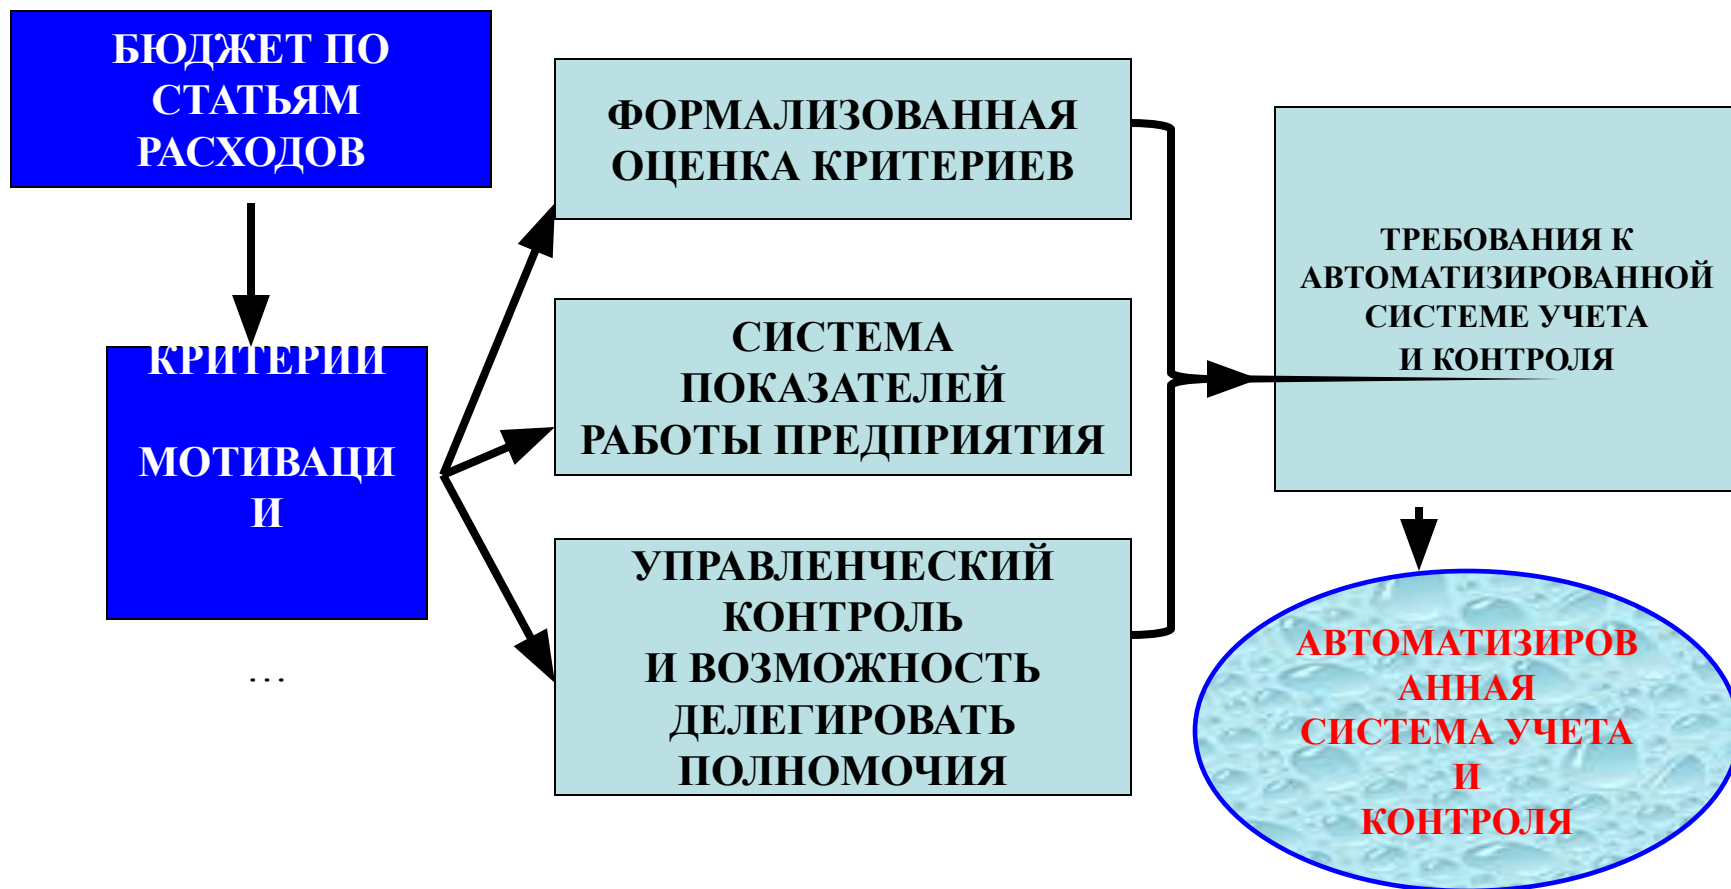 БЮДЖЕТ ПО
СТАТЬЯМ
РАСХОДОВ
КРИТЕРИИ
МОТИВАЦИ
И
...
ФОРМАЛИЗОВАННАЯ
ОЦЕНКА КРИТЕРИЕВ
СИСТЕМА
ПОКАЗАТЕЛЕЙ
РАБОТЫ ПРЕДПРИЯТИЯ
УПРАВЛЕНЧЕСКИЙ
КОНТРОЛЬ
И ВОЗМОЖНОСТЬ
ДЕЛЕГИРОВАТЬ
ПОЛНОМОЧИЯ
ТРЕБОВАНИЯ К
АВТОМАТИЗИРОВАННОЙ
СИСТЕМЕ УЧЕТА
И КОНТРОЛЯ
АВТОМАТИЗИРОВ
АННАЯ
СИСТЕМА УЧЕТА
И
КОНТРОЛЯ